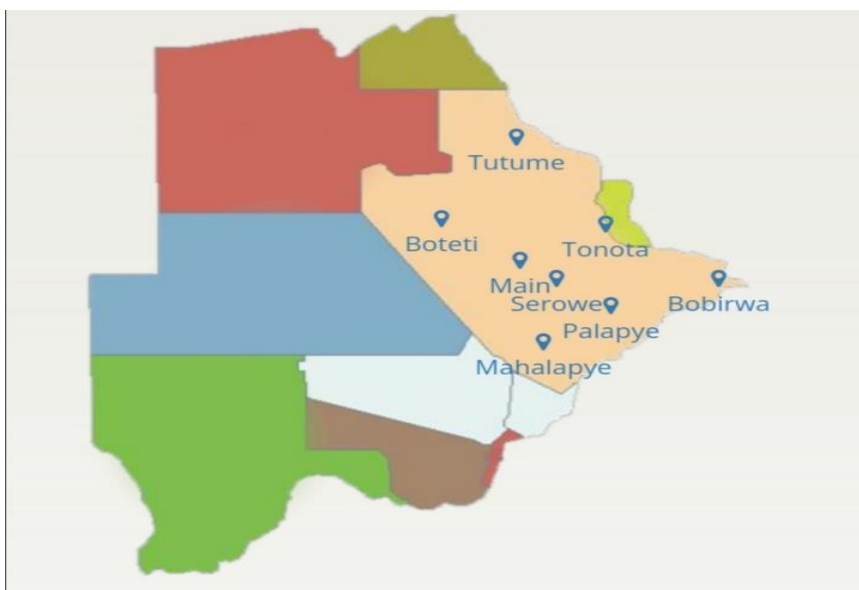 Tutume
Boteti
Tonota
Main
Serowe
Bobirwa
Palapye
Mahalapye